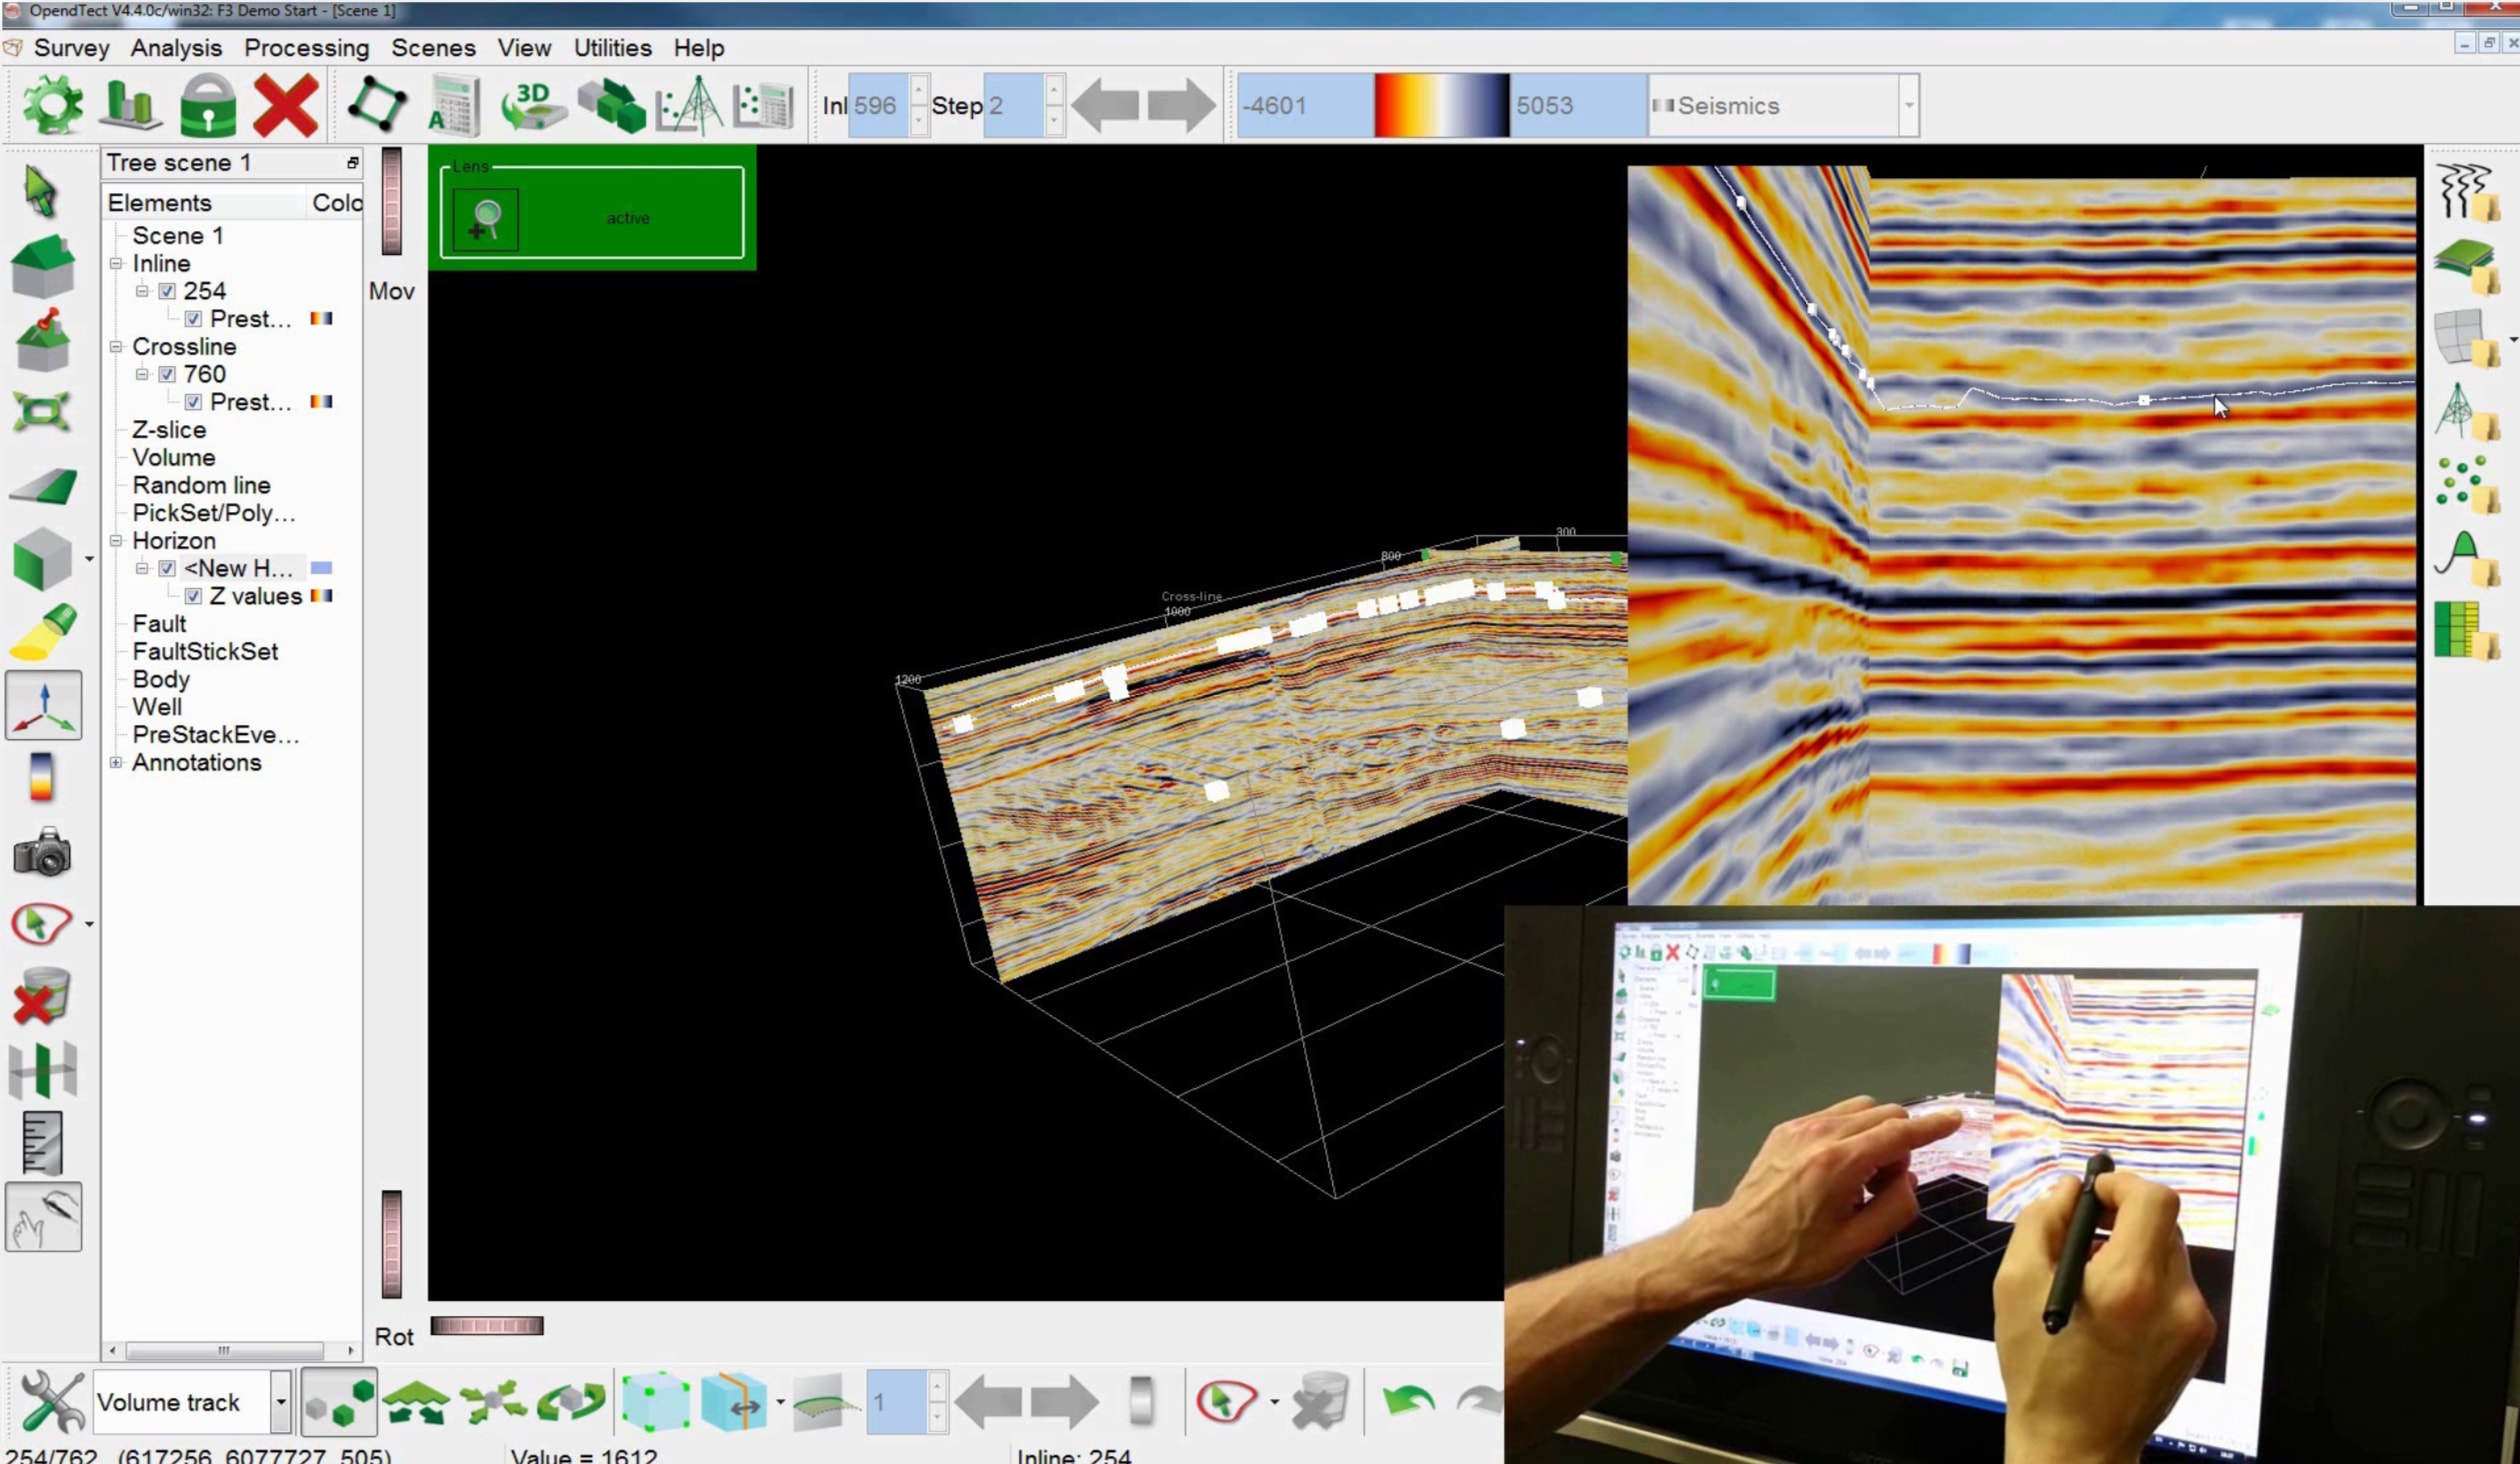 OpendTect V4.4.0c/win32: F3 Demo Start - [Scene 1]
Survey Analysis Processing Scenes View Utilities Help
A 3D Inl 596 Step 2 -4601 5053 Seismics
Tree scene 1
Elements Colo
Scene 1
Inline
254
Prest...
Crossline
760
Prest...
Z-slice
Volume
Random line
PickSet/Poly...
Horizon
<New H...
Z values
Fault
FaultStickSet
Body
Well
PreStackEve...
Annotations
Mov
Lens
active
300
800
Cross-line
1000
1200
Rot
Volume track 1
254/762 (617256, 6077727, 505) Value = 1612 Inline: 254